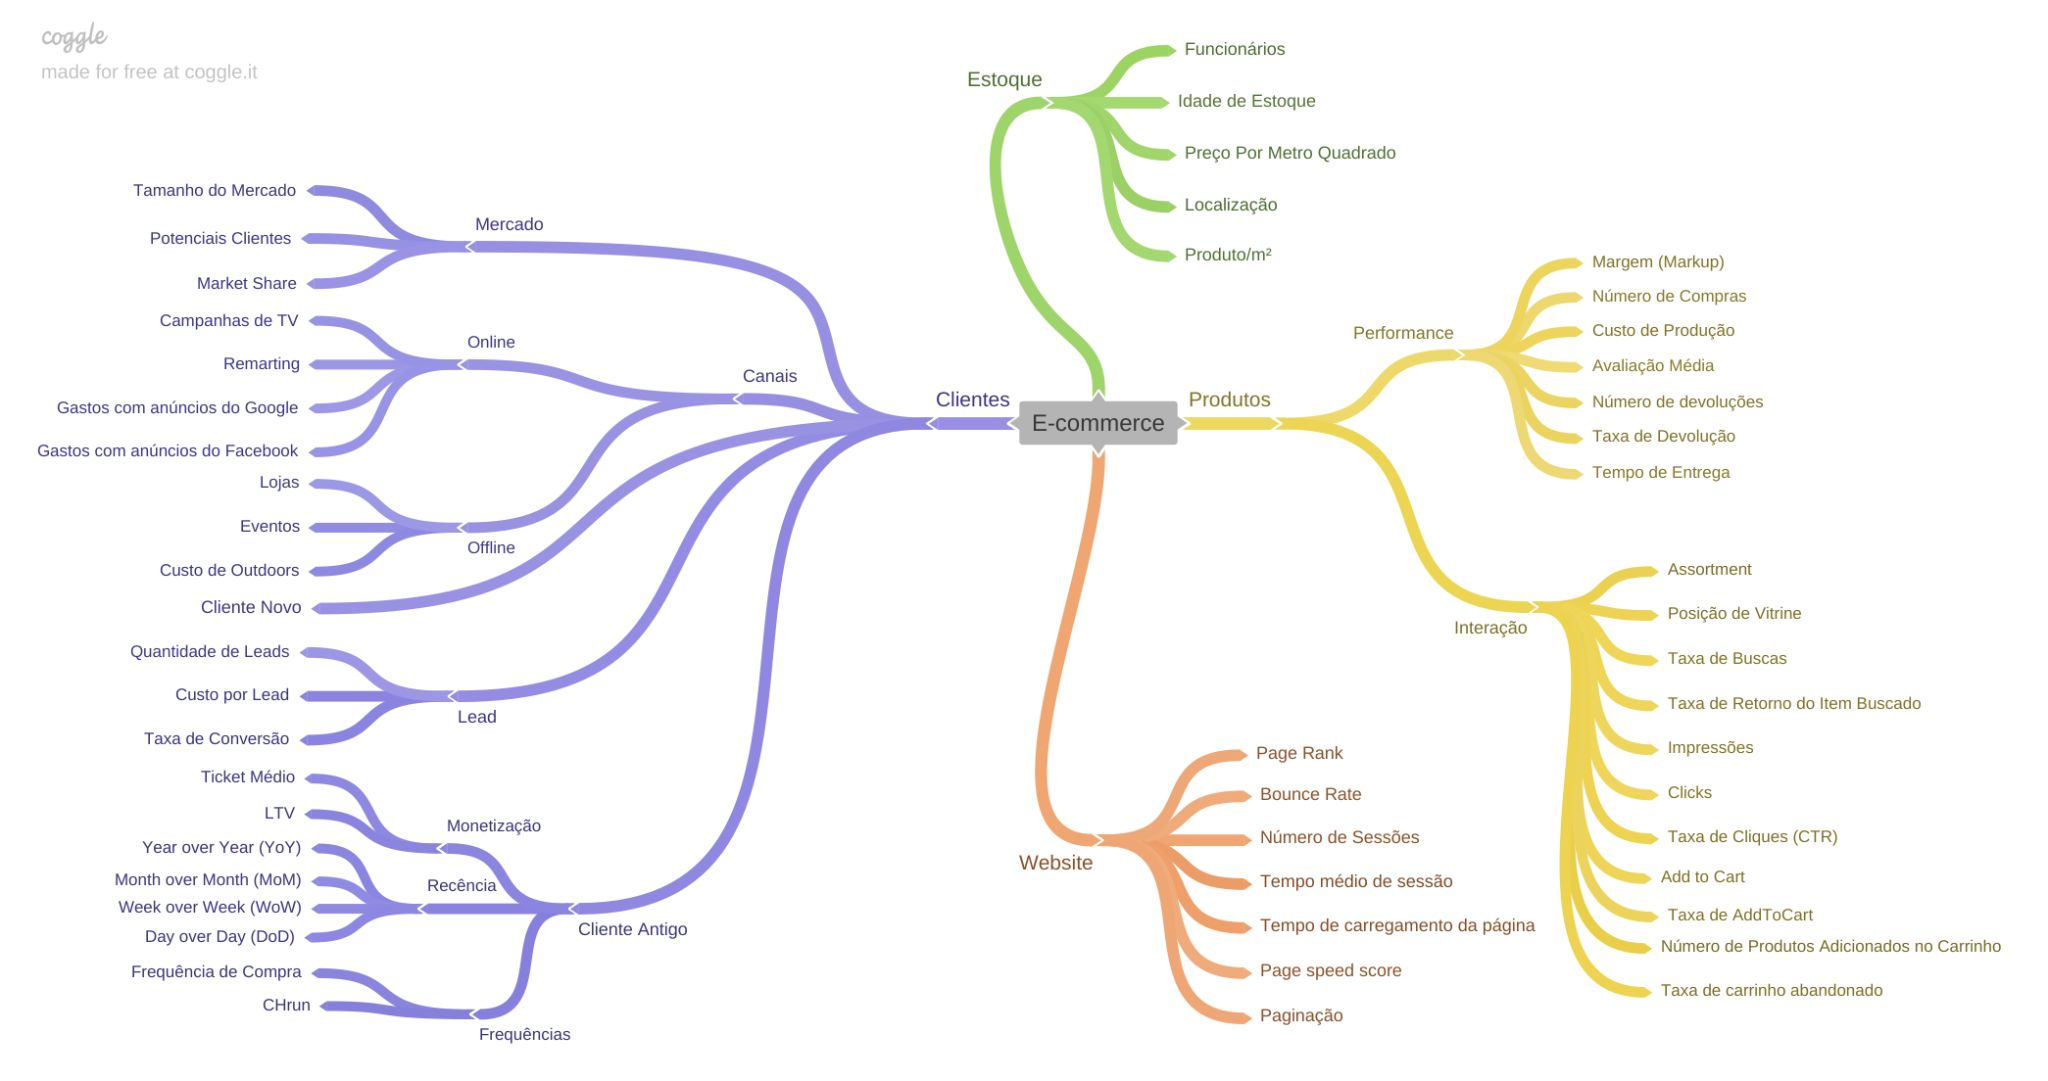 coggle
made for free at coggle.it
E-commerce
Estoque
Funcionários
Idade de Estoque
Preço Por Metro Quadrado
Localização
Produto/m²
Produtos
Performance
Margem (Markup)
Número de Compras
Custo de Produção
Avaliação Média
Número de devoluções
Taxa de Devolução
Tempo de Entrega
Interação
Assortment
Posição de Vitrine
Taxa de Buscas
Taxa de Retorno do Item Buscado
Impressões
Clicks
Taxa de Cliques (CTR)
Add to Cart
Taxa de AddToCart
Número de Produtos Adicionados no Carrinho
Taxa de carrinho abandonado
Website
Page Rank
Bounce Rate
Número de Sessões
Tempo médio de sessão
Tempo de carregamento da página
Page speed score
Paginação
Clientes
Mercado
Tamanho do Mercado
Potenciais Clientes
Market Share
Canais
Online
Campanhas de TV
Remarting
Gastos com anúncios do Google
Gastos com anúncios do Facebook
Offline
Lojas
Eventos
Custo de Outdoors
Cliente Novo
Lead
Quantidade de Leads
Custo por Lead
Taxa de Conversão
Cliente Antigo
Monetização
Ticket Médio
LTV
Recência
Year over Year (YoY)
Month over Month (MoM)
Week over Week (WoW)
Day over Day (DoD)
Frequências
Frequência de Compra
CHrun